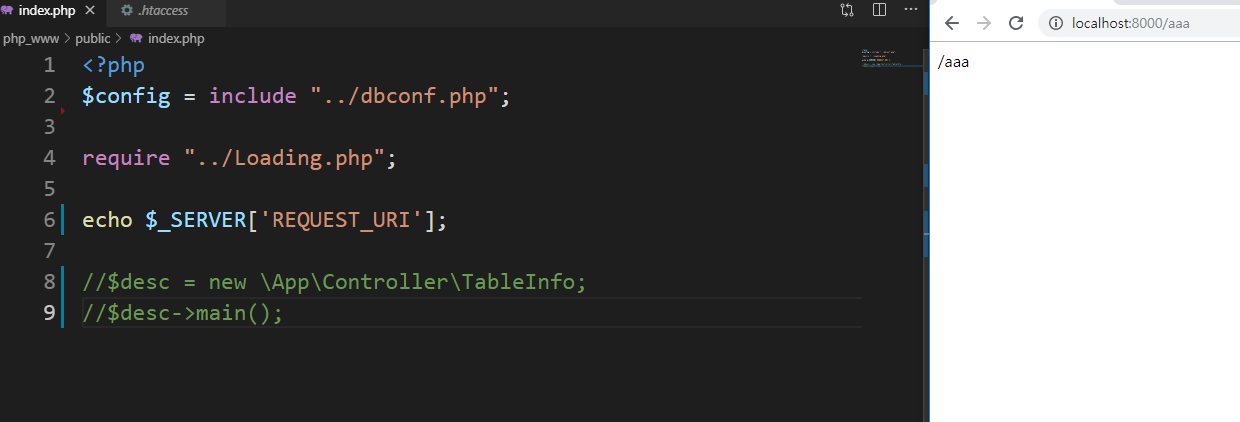 index.php
.htaccess
php_www > public > index.php
1 <?php
2 $config = include "../dbconf.php";
3
4 require "../Loading.php";
5
6 echo $_SERVER['REQUEST_URI'];
7
8 //$desc = new \App\Controller\TableInfo;
9 //$desc->main();
localhost:8000/aaa
/aaa